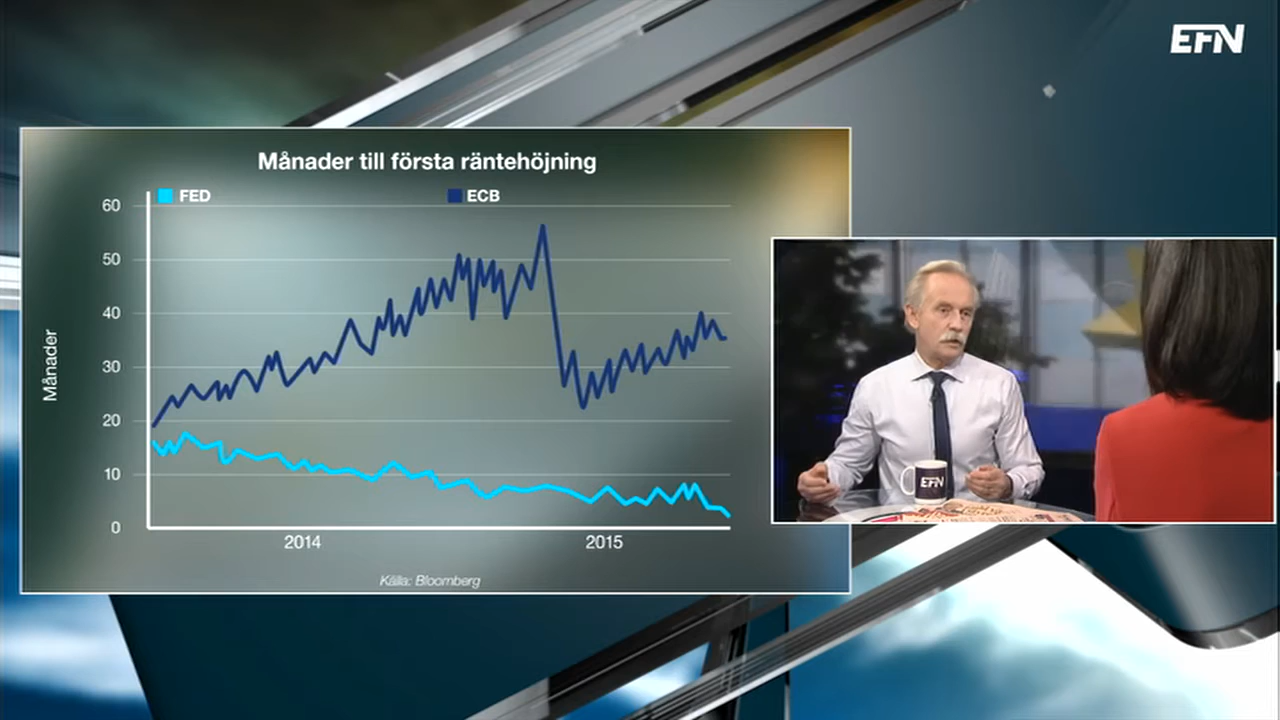 EFN
Månader till första räntehöjning
FED
ECB
60
50
40
30
20
10
0
Månader
2014
2015
Källa: Bloomberg
EFN